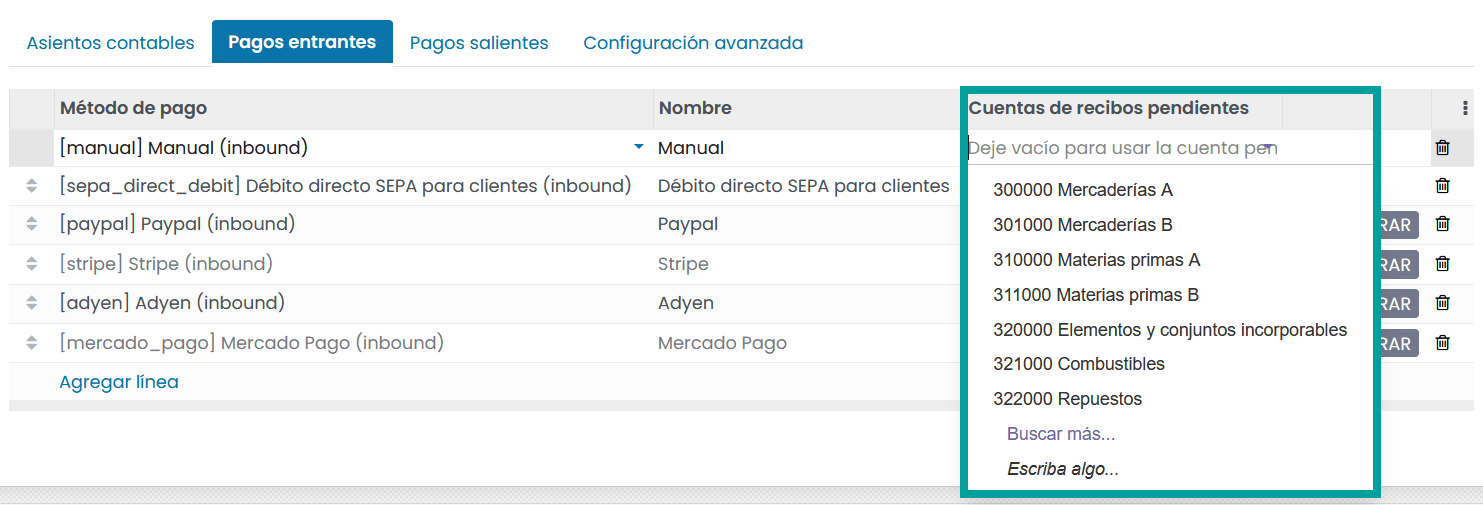 Asientos contables Pagos entrantes Pagos salientes Configuración avanzada
Método de pago Nombre Cuentas de recibos pendientes
[manual] Manual (inbound) Manual Deje vacío para usar la cuenta pen
[sepa_direct_debit] Débito directo SEPA para clientes (inbound) Débito directo SEPA para clientes
[paypal] Paypal (inbound) Paypal RAR
[stripe] Stripe (inbound) Stripe RAR
[adyen] Adyen (inbound) Adyen RAR
[mercado_pago] Mercado Pago (inbound) Mercado Pago RAR
Agregar línea
300000 Mercaderías A
301000 Mercaderías B
310000 Materias primas A
311000 Materias primas B
320000 Elementos y conjuntos incorporables
321000 Combustibles
322000 Repuestos
Buscar más...
Escriba algo...